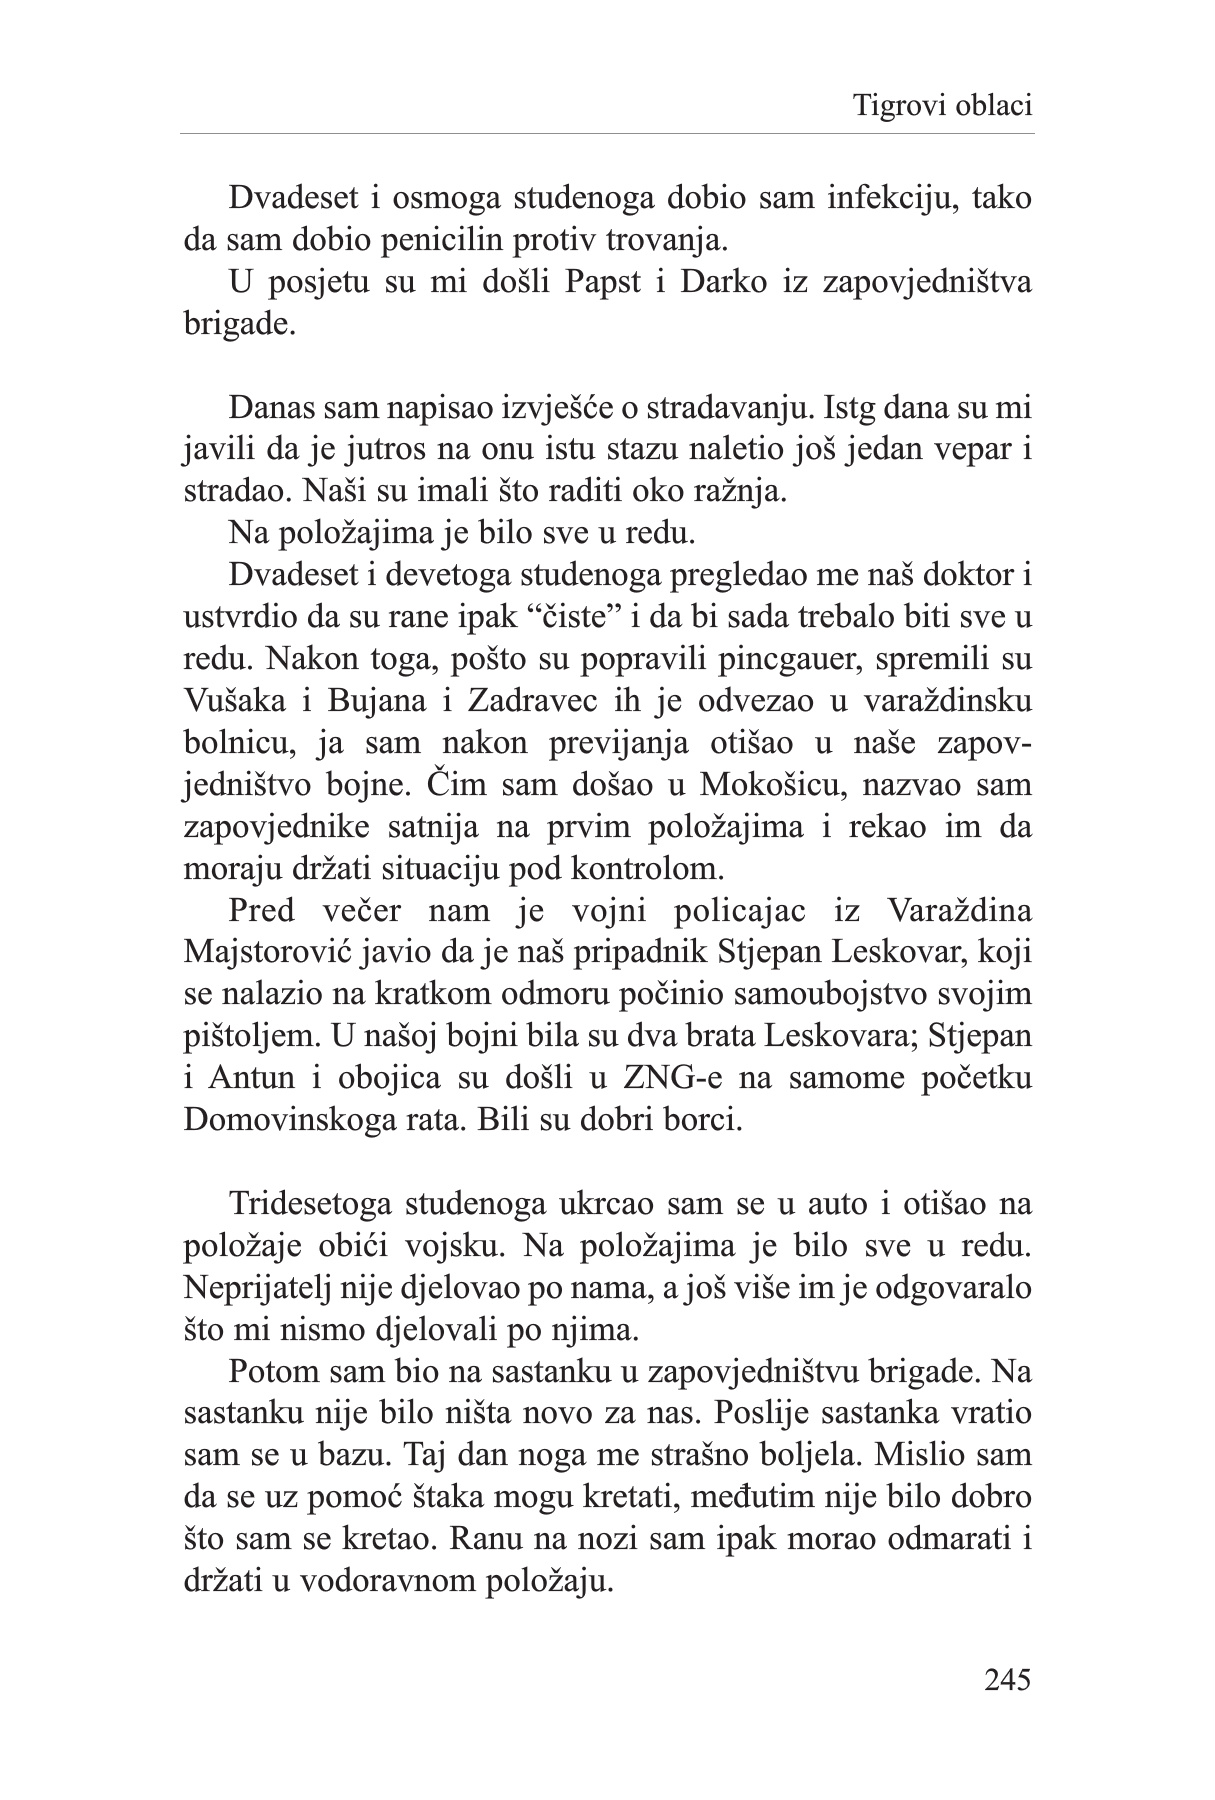 Tigrovi oblaci
Dvadeset i osmoga studenoga dobio sam infekciju, tako
da sam dobio penicilin protiv trovanja.
U posjetu su mi došli Papst i Darko iz zapovjedništva
brigade.
Danas sam napisao izvješće o stradavanju. Istg dana su mi
javili da je jutros na onu istu stazu naletio još jedan vepar i
stradao. Naši su imali što raditi oko ražnja.
Na položajima je bilo sve u redu.
Dvadeset i devetoga studenoga pregledao me naš doktor i
ustvrdio da su rane ipak “čiste” i da bi sada trebalo biti sve u
redu. Nakon toga, pošto su popravili pincgauer, spremili su
Vušaka i Bujana i Zadravec ih je odvezao u varaždinsku
bolnicu, ja sam nakon previjanja otišao u naše zapov-
jedništvo bojne. Čim sam došao u Mokošicu, nazvao sam
zapovjednike satnija na prvim položajima i rekao im da
moraju držati situaciju pod kontrolom.
Pred večer nam je vojni policajac iz Varaždina
Majstorović javio da je naš pripadnik Stjepan Leskovar, koji
se nalazio na kratkom odmoru počinio samoubojstvo svojim
pištoljem. U našoj bojni bila su dva brata Leskovara; Stjepan
i Antun i obojica su došli u ZNG-e na samome početku
Domovinskoga rata. Bili su dobri borci.
Tridesetoga studenoga ukrcao sam se u auto i otišao na
položaje obići vojsku. Na položajima je bilo sve u redu.
Neprijatelj nije djelovao po nama, a još više im je odgovaralo
što mi nismo djelovali po njima.
Potom sam bio na sastanku u zapovjedništvu brigade. Na
sastanku nije bilo ništa novo za nas. Poslije sastanka vratio
sam se u bazu. Taj dan noga me strašno boljela. Mislio sam
da se uz pomoć štaka mogu kretati, međutim nije bilo dobro
što sam se kretao. Ranu na nozi sam ipak morao odmarati i
držati u vodoravnom položaju.
245